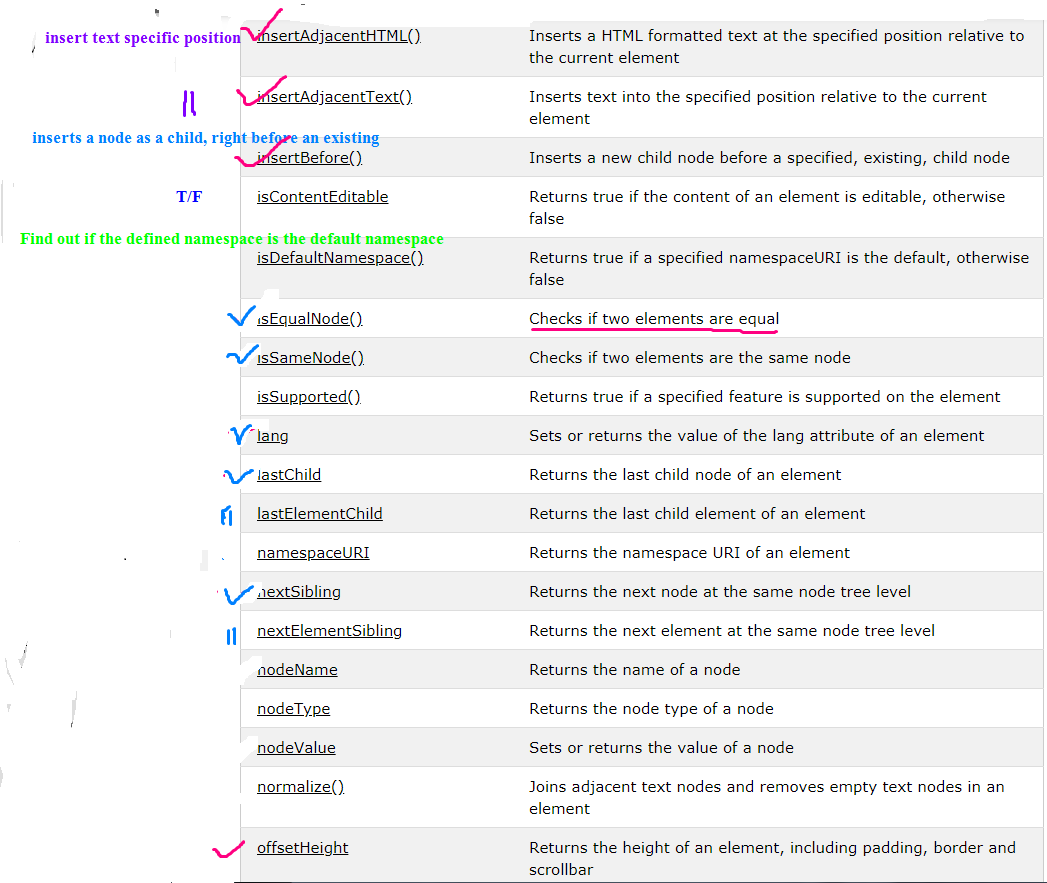 insert text specific position insertAdjacentHTML() Inserts a HTML formatted text at the specified position relative to
the current element
insertAdjacentText() Inserts text into the specified position relative to the current
element
inserts a node as a child, right before an existing
insertBefore() Inserts a new child node before a specified, existing, child node
T/F isContentEditable Returns true if the content of an element is editable, otherwise
false
Find out if the defined namespace is the default namespace
isDefaultNamespace() Returns true if a specified namespaceURI is the default, otherwise
false
isEqualNode() Checks if two elements are equal
isSameNode() Checks if two elements are the same node
isSupported() Returns true if a specified feature is supported on the element
lang Sets or returns the value of the lang attribute of an element
lastChild Returns the last child node of an element
lastElementChild Returns the last child element of an element
namespaceURI Returns the namespace URI of an element
nextSibling Returns the next node at the same node tree level
nextElementSibling Returns the next element at the same node tree level
nodeName Returns the name of a node
nodeType Returns the node type of a node
nodeValue Sets or returns the value of a node
normalize() Joins adjacent text nodes and removes empty text nodes in an
element
offsetHeight Returns the height of an element, including padding, border and
scrollbar